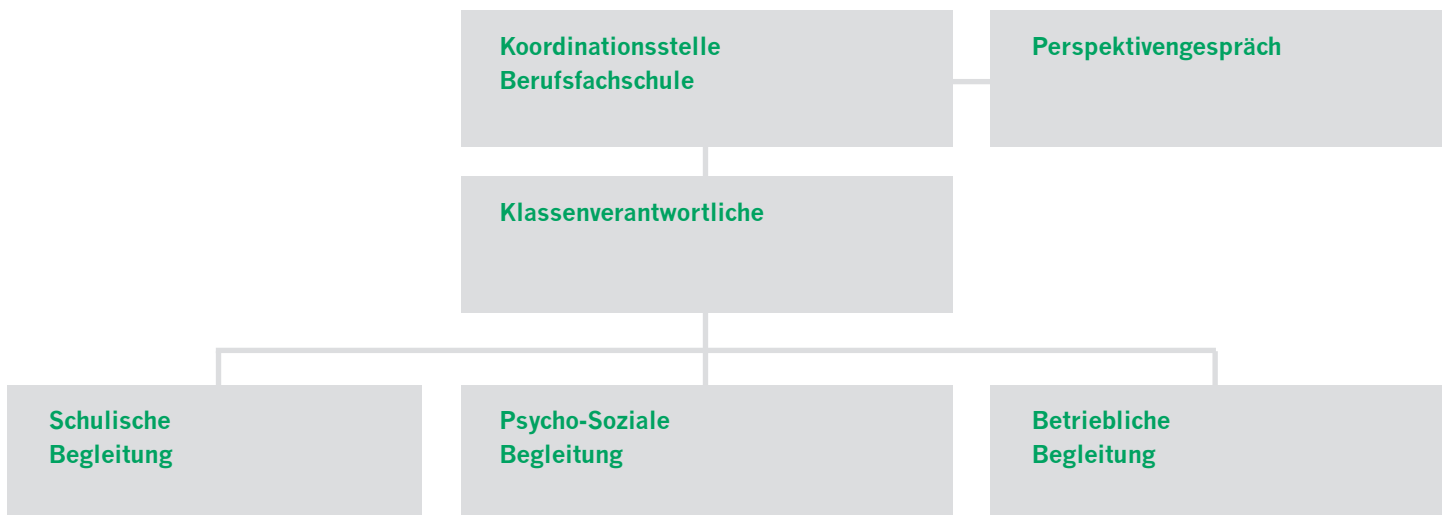 Koordinationsstelle
Berufsfachschule
Perspektivengespräch
Klassenverantwortliche
Schulische
Begleitung
Psycho-Soziale
Begleitung
Betriebliche
Begleitung